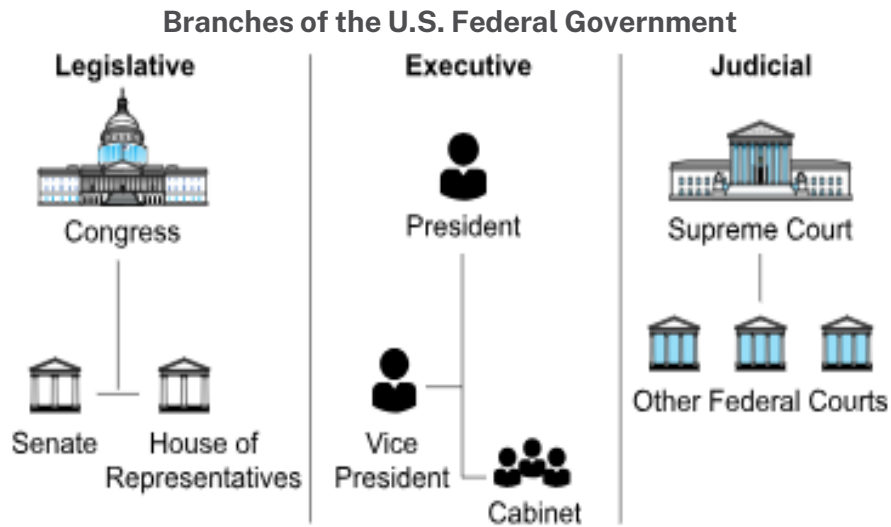 Branches of the U.S. Federal Government
Legislative
Congress
Senate
House of
Representatives
Executive
President
Vice
President
Cabinet
Judicial
Supreme Court
Other Federal Courts